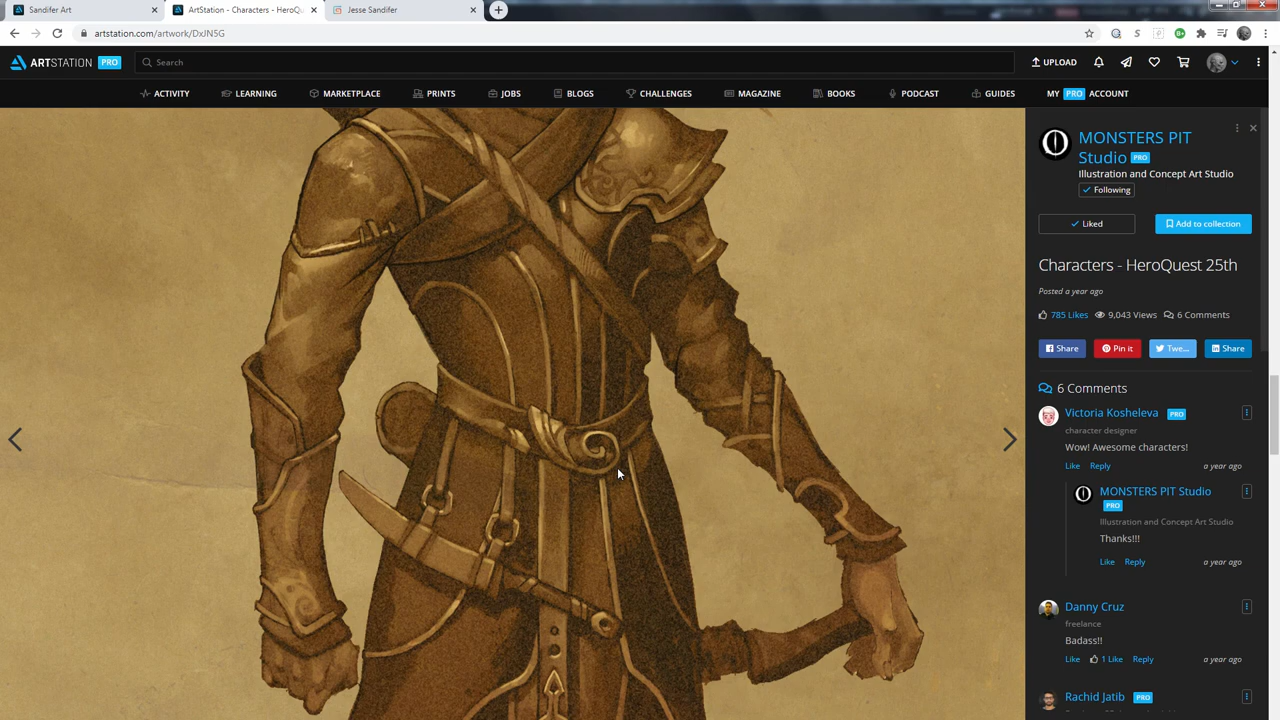 Sandifer Art
ArtStation - Characters - HeroQu
Jesse Sandifer
artstation.com/artwork/DxJN5G
ARTSTATION PRO
Search
UPLOAD
ACTIVITY
LEARNING
MARKETPLACE
PRINTS
JOBS
BLOGS
CHALLENGES
MAGAZINE
BOOKS
PODCAST
GUIDES
MY PRO ACCOUNT
MONSTERS PIT
Studio PRO
Illustration and Concept Art Studio
Following
Liked
Add to collection
Characters - HeroQuest 25th
Posted a year ago
785 Likes 9,043 Views 6 Comments
Share Pin it Twe... Share
6 Comments
Victoria Kosheleva PRO
character designer
Wow! Awesome characters!
Like Reply a year ago
MONSTERS PIT Studio
PRO
Illustration and Concept Art Studio
Thanks!!!
Like Reply a year ago
Danny Cruz
freelance
Badass!!
Like 1 Like Reply a year ago
Rachid Jatib PRO